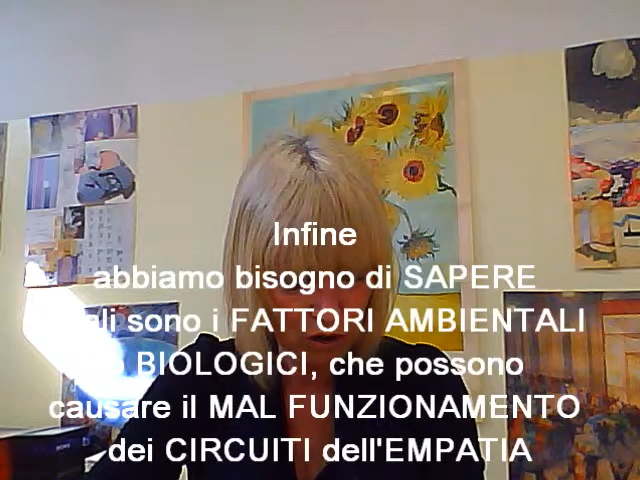 Infine
abbiamo bisogno di SAPERE
sono i FATTORI AMBIENTALI
o BIOLOGICI, che possono
causare il MAL FUNZIONAMENTO
dei CIRCUITI dell'EMPATIA
SONY